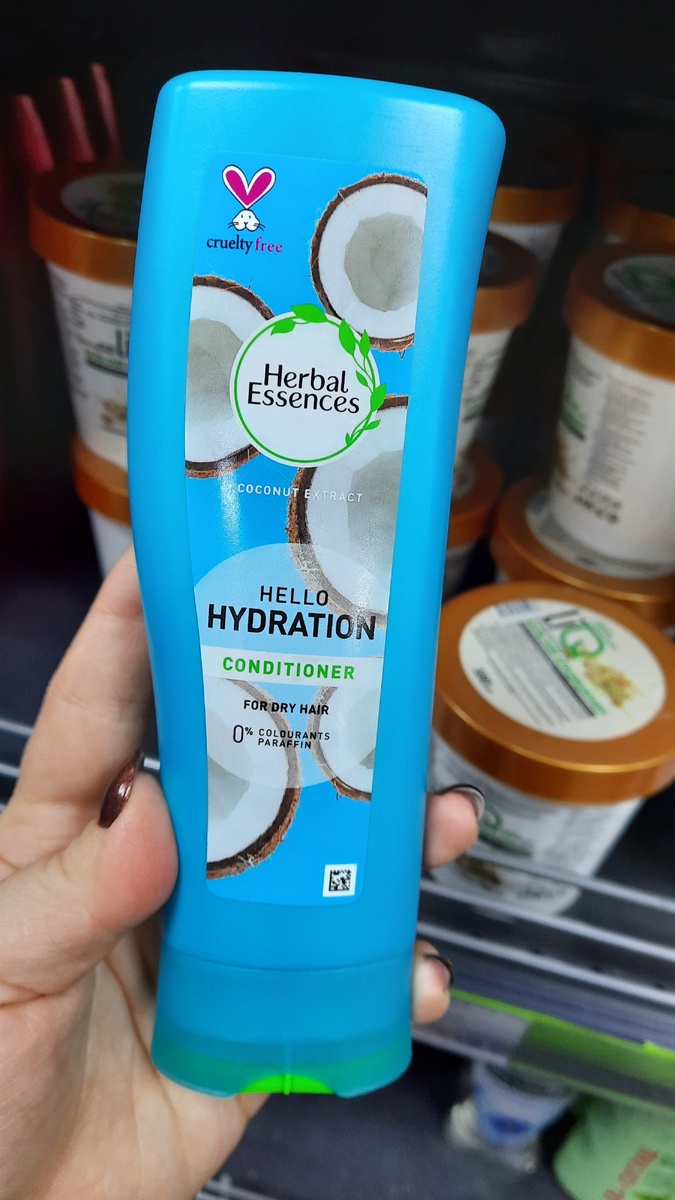 cruelty free
Herbal
Essences
COCONUT EXTRACT
HELLO
HYDRATION
CONDITIONER
FOR DRY HAIR
0% COLOURANTS
PARAFFIN